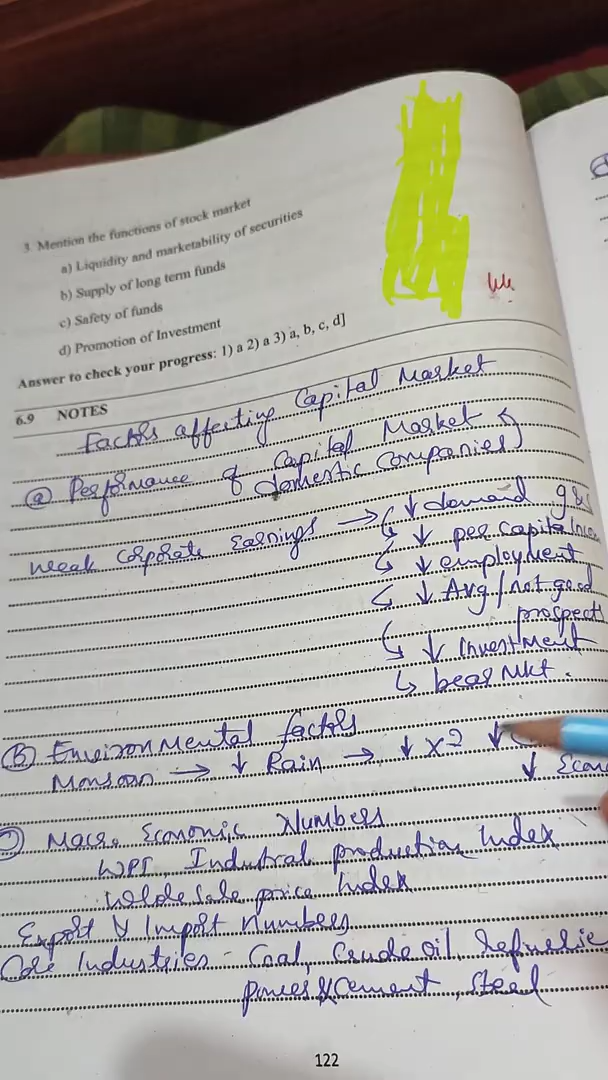 3. Mention the functions of stock market
a) Liquidity and marketability of securities
b) Supply of long term funds
c) Safety of funds
d) Promotion of Investment
Answer to check your progress: 1) a 2) a 3) a, b, c, d]
6.9 NOTES
Factors affecting Capital Market
(a) Performance of Capital Market &
domestic Companies)
Weak Corporate Earnings → ↓ demand g&s
↳ ↓ per capita Inco
↳ ↓ employment
↳ ↓ Avg / not good
prospect
↳ ↓ Investment
↳ bear Mkt.
(B) Environmental factors
Monsoon → ↓ Rain → ↓ x2 ↓
↓ Econ
Macro Economic Numbers
WPI, Industrial production Index
Wholesale price Index
Export & Import Numbers
Core Industries - Coal, Crude oil, Refinerie
power & Cement, Steel
122